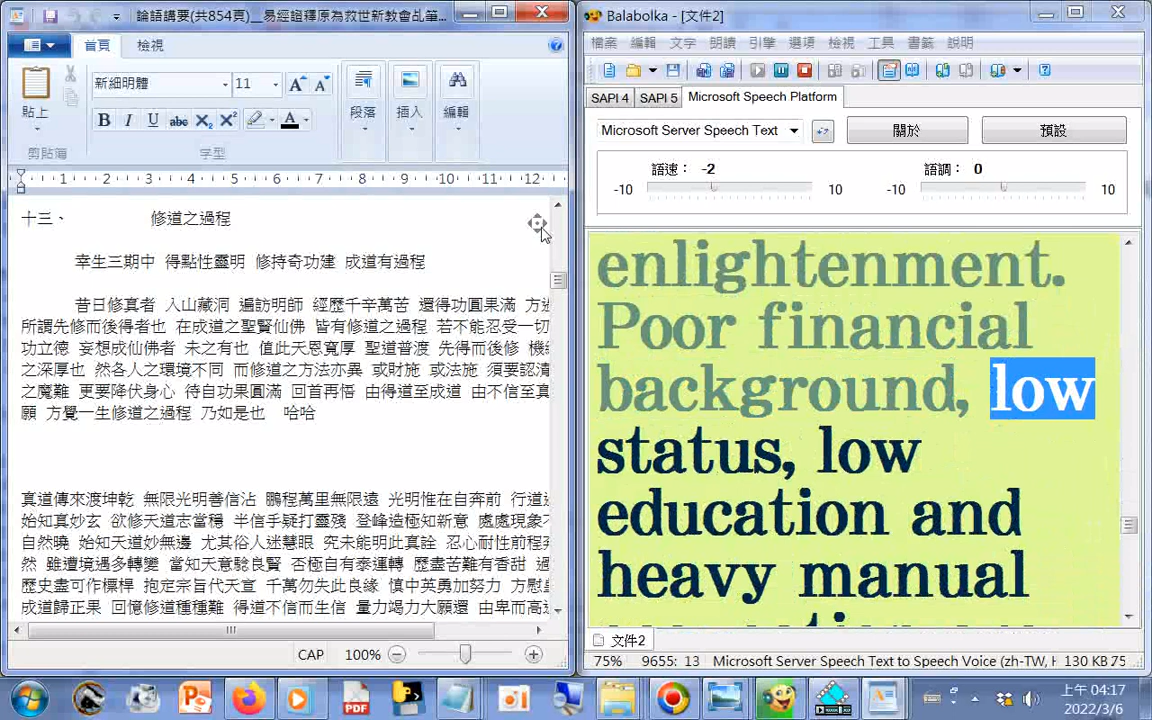 論語講要(共854頁)__易經證釋原為救世新教會乩筆...
首頁
檢視
新細明體
11
貼上
段落
插入
編輯
剪貼簿
字型
1 2 3 4 5 6 7 8 9 10 11 12
十三、 修道之過程
幸生三期中 得點性靈明 修持奇功建 成道有過程
昔日修真者 入山藏洞 遍訪明師 經歷千辛萬苦 還得功圓果滿 方
所謂先修而後得者也 在成道之聖賢仙佛 皆有修道之過程 若不能忍受一切
功立德 妄想成仙佛者 未之有也 值此天恩寬厚 聖道普渡 先得而後修 機
之深厚也 然各人之環境不同 而修道之方法亦異 或財施 或法施 須要認清
之魔難 更要降伏身心 待自功果圓滿 回首再悟 由得道至成道 由不信至真
願 方覺一生修道之過程 乃如是也 哈哈
真道傳來渡坤乾 無限光明善信沾 鵬程萬里無限遠 光明惟在自奔前 行道
始知真妙玄 欲修天道志當穩 半信乎疑打靈殘 登峰造極知新意 處處現象
自然曉 始知天道妙無邊 尤其俗人迷慧眼 究未能明此真詮 忍心耐性前程
然 雖遭境遇多轉變 當知天意騐良賢 否極自有泰運轉 歷盡苦難有香甜
歷史盡可作標桿 抱定宗旨代天宣 千萬勿失此良緣 慎中英勇加努力 方慰
成道歸正果 回憶修道種種難 得道不信而生信 量力竭力大願還 由卑而高
CAP 100%
Balabolka - [文件2]
檔案 編輯 文字 朗讀 引擎 選項 檢視 工具 書籤 說明
SAPI 4 SAPI 5 Microsoft Speech Platform
Microsoft Server Speech Text
關於
預設
語速： -2
語調： 0
-10 10 -10 10
enlightenment.
Poor financial
background, low
status, low
education and
heavy manual
文件2
75% 9655: 13 Microsoft Server Speech Text to Speech Voice (zh-TW, H 130 KB 75
上午 04:17
2022/3/6